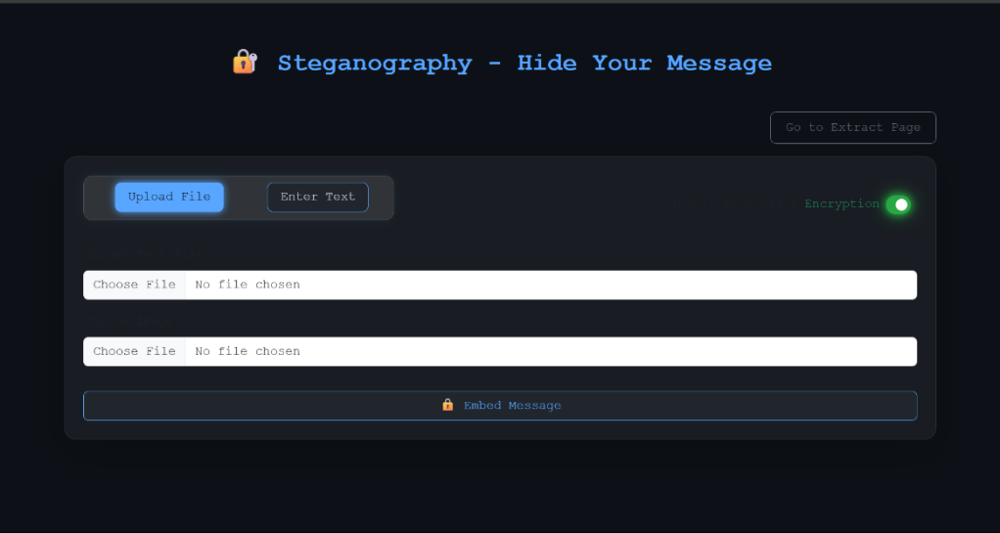 Steganography - Hide Your Message
Go to Extract Page
Upload File
Enter Text
Encryption
Choose File No file chosen
Choose File No file chosen
Embed Message